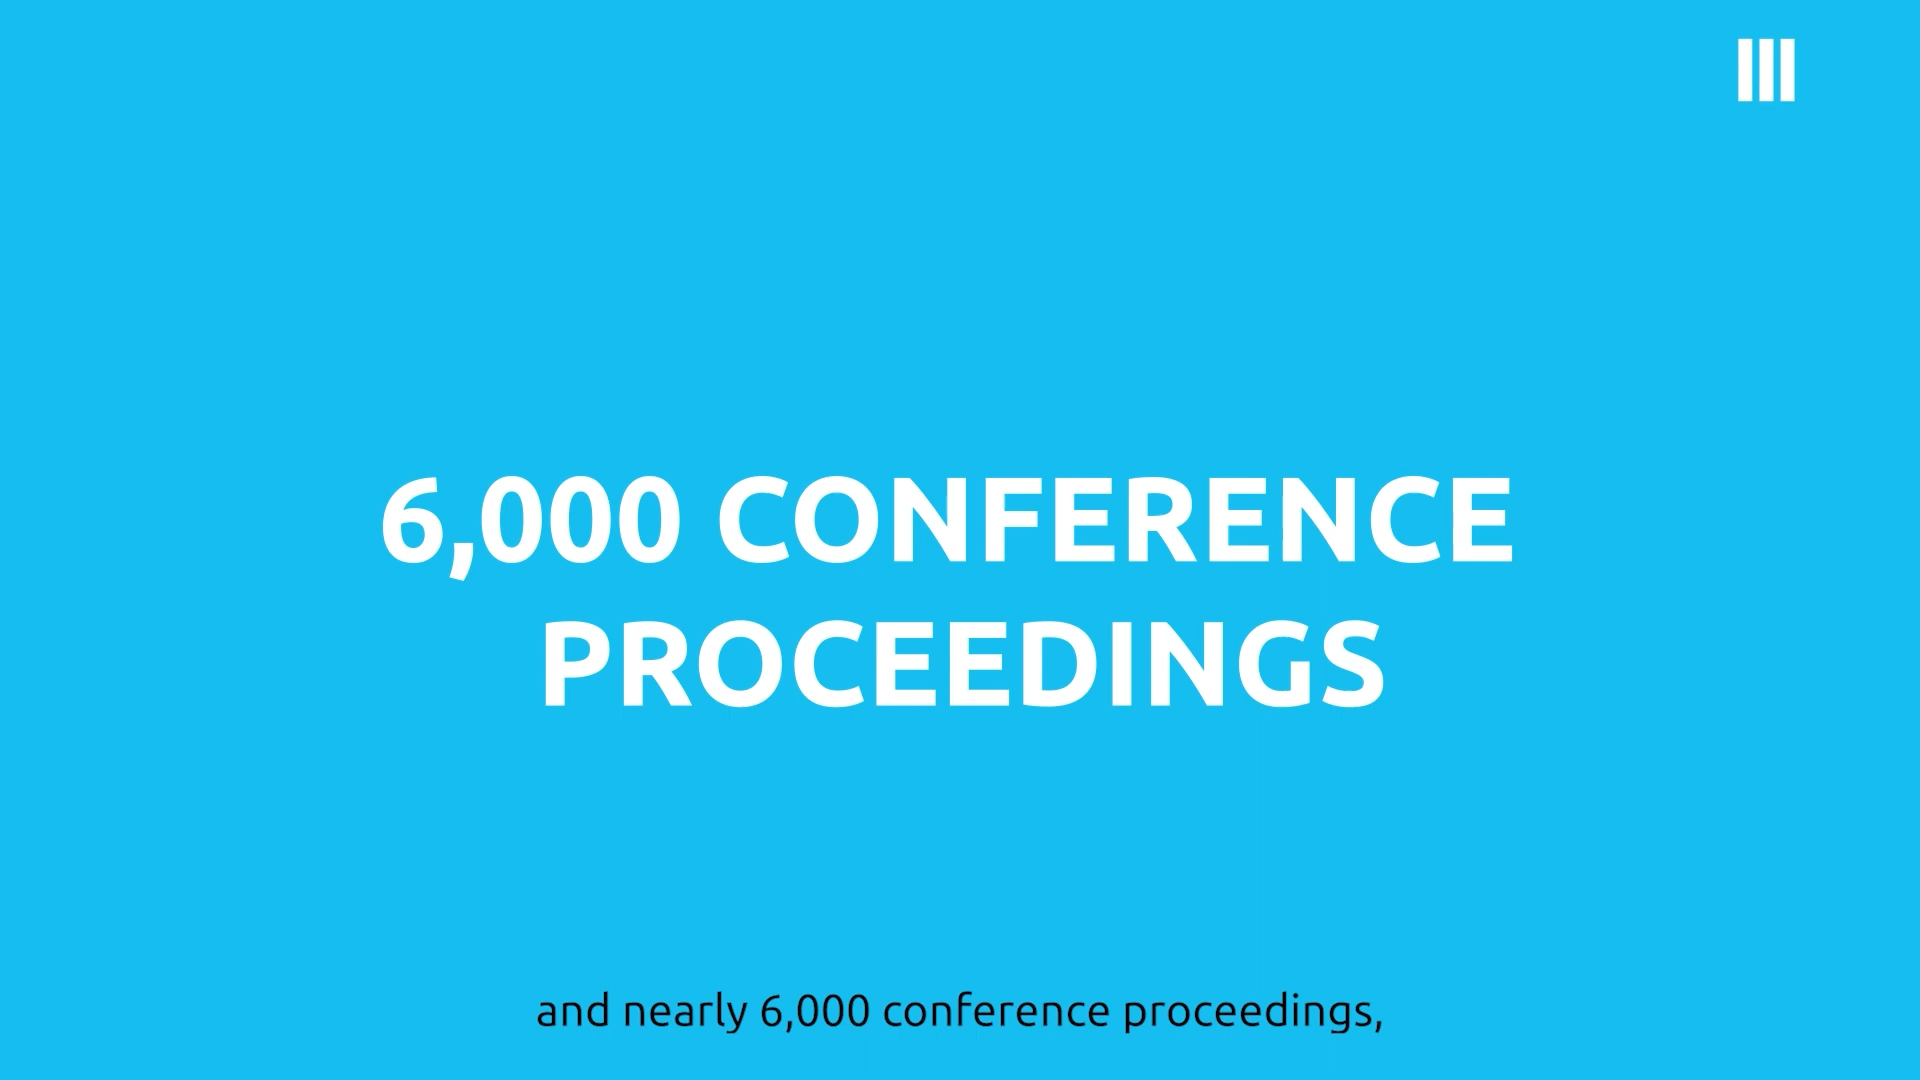 6,000 CONFERENCE
PROCEEDINGS
and nearly 6,000 conference proceedings,